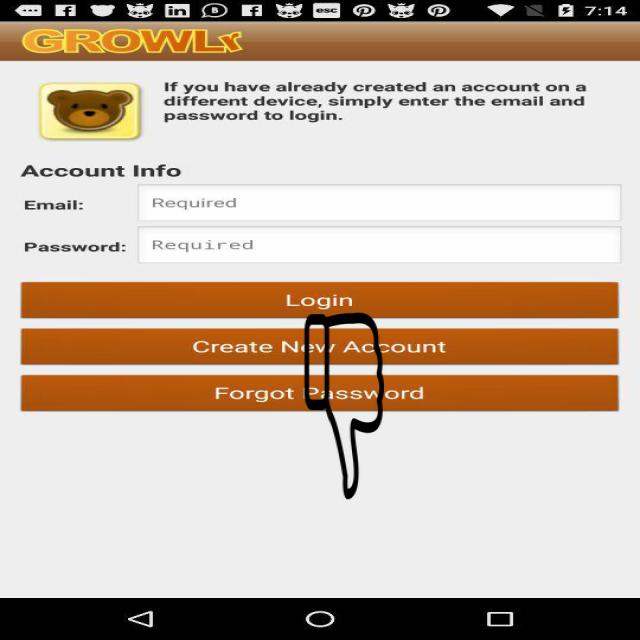 esc 7:14
GROWLr
If you have already created an account on a
different device, simply enter the email and
password to login.
Account Info
Email: Required
Password: Required
Login
Create New Account
Forgot Password